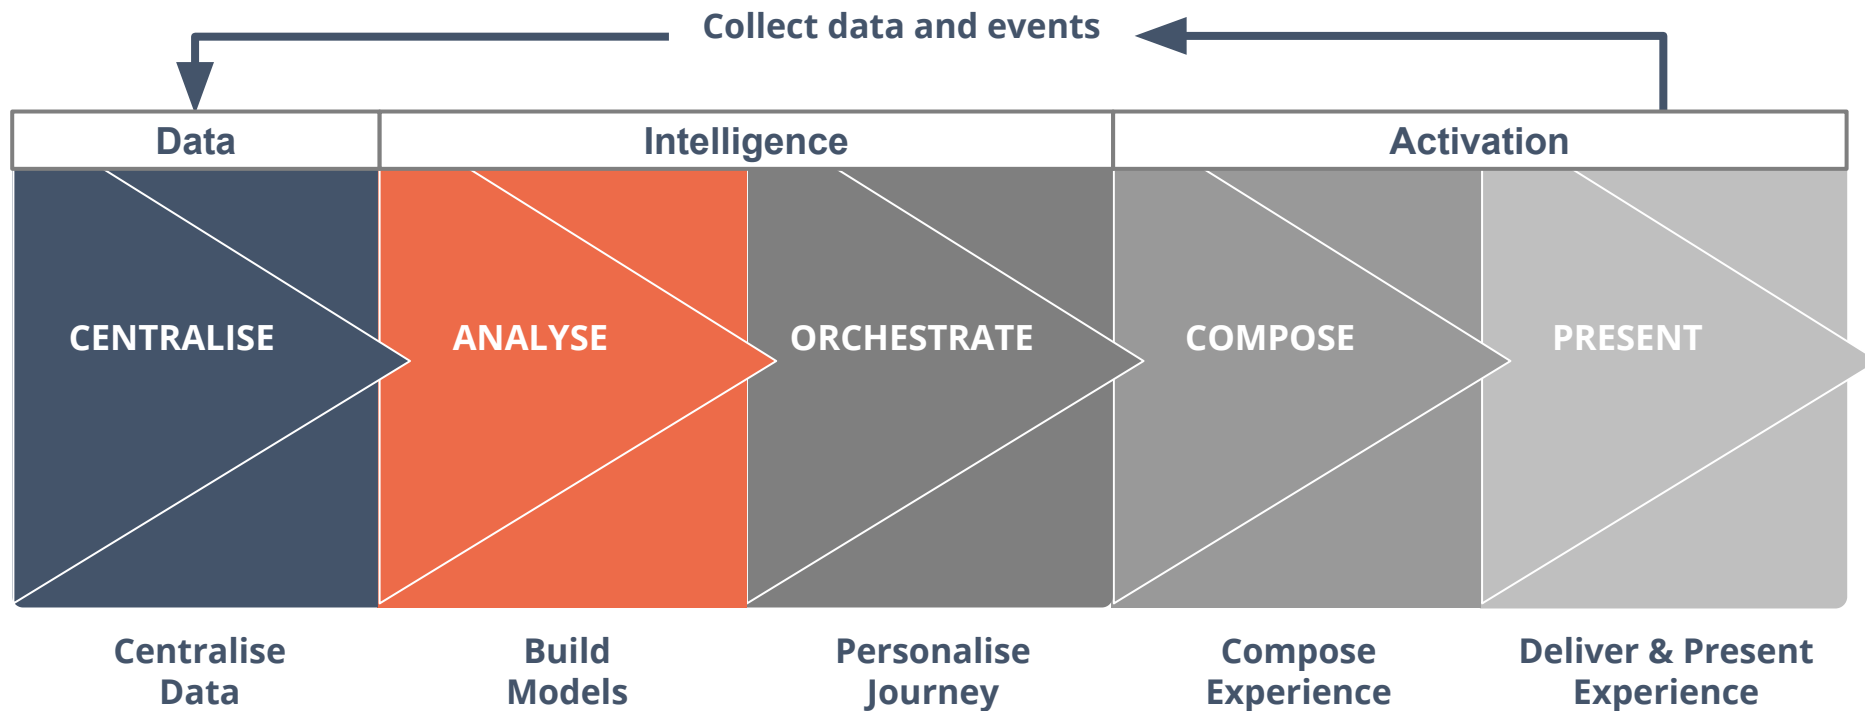 Collect data and events
Data
Intelligence
Activation
CENTRALISE
ANALYSE
ORCHESTRATE
COMPOSE
PRESENT
Centralise
Data
Build
Models
Personalise
Journey
Compose
Experience
Deliver & Present
Experience